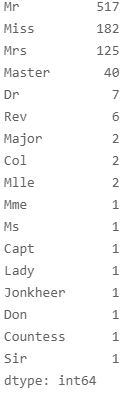 Mr 517
Miss 182
Mrs 125
Master 40
Dr 7
Rev 6
Major 2
Col 2
Mlle 2
Mme 1
Ms 1
Capt 1
Lady 1
Jonkheer 1
Don 1
Countess 1
Sir 1
dtype: int64